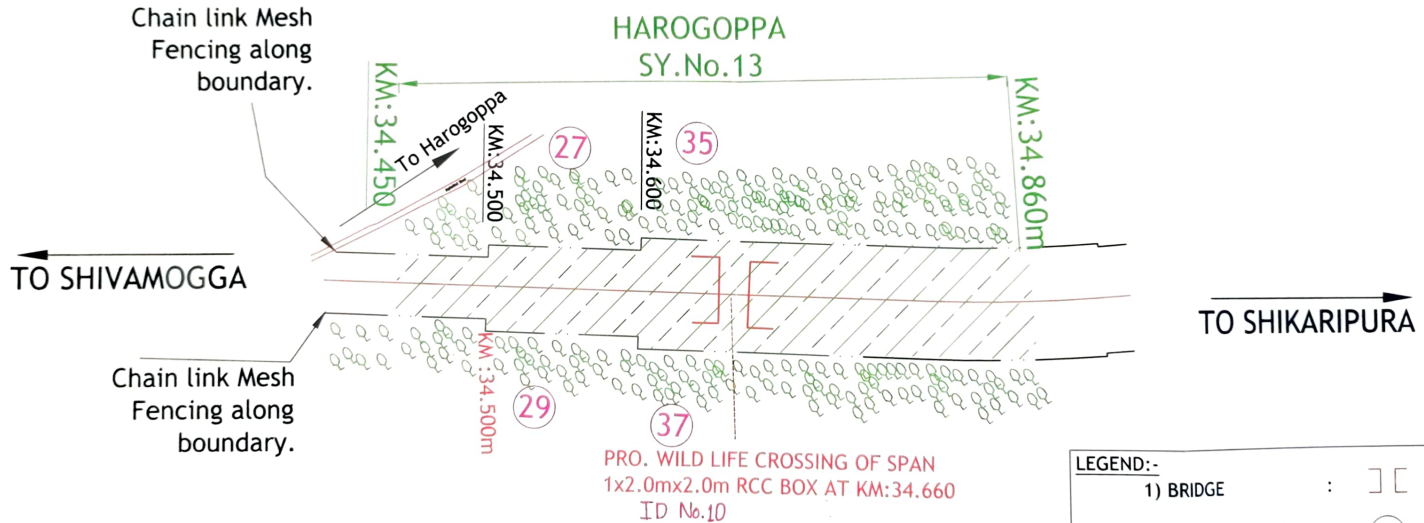 Chain link Mesh
Fencing along
boundary.
HAROGOPPA
SY.No.13
KM:34.450
To Harogoppa
KM:34.500
27
KM:34.600
35
KM:34.860m
TO SHIVAMOGGA
TO SHIKARIPURA
Chain link Mesh
Fencing along
boundary.
KM :34.500m
29
37
PRO. WILD LIFE CROSSING OF SPAN
1x2.0mx2.0m RCC BOX AT KM:34.660
ID No.10
LEGEND:-
1) BRIDGE :